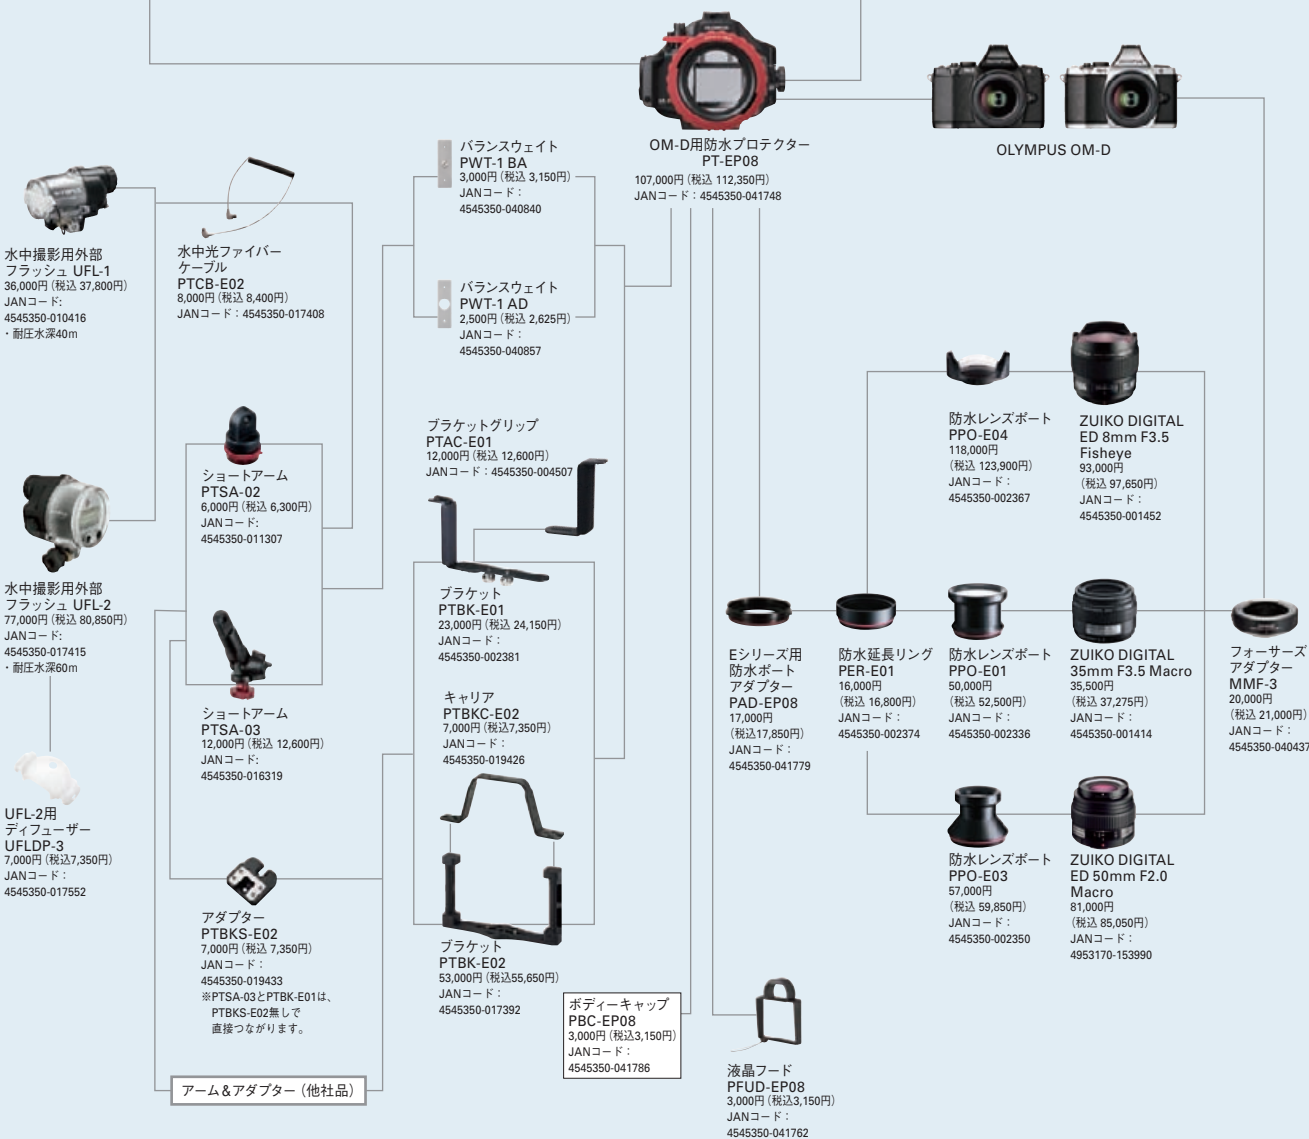 OM-D用防水プロテクター
PT-EP08
107,000円（税込 112,350円）
JANコード：4545350-041748
OLYMPUS OM-D
バランスウェイト
PWT-1 BA
3,000円（税込 3,150円）
JANコード：
4545350-040840
水中撮影用外部
フラッシュ UFL-1
36,000円（税込 37,800円）
JANコード:
4545350-010416
・耐圧水深40m
水中光ファイバー
ケーブル
PTCB-E02
8,000円（税込 8,400円）
JANコード：4545350-017408
バランスウェイト
PWT-1 AD
2,500円（税込 2,625円）
JANコード：
4545350-040857
ブラケットグリップ
PTAC-E01
12,000円（税込 12,600円）
JANコード：4545350-004507
防水レンズポート
PPO-E04
118,000円
（税込 123,900円）
JANコード：
4545350-002367
ZUIKO DIGITAL
ED 8mm F3.5
Fisheye
93,000円
（税込 97,650円）
JANコード：
4545350-001452
ショートアーム
PTSA-02
6,000円（税込 6,300円）
JANコード:
4545350-011307
水中撮影用外部
フラッシュ UFL-2
77,000円（税込 80,850円）
JANコード:
4545350-017415
・耐圧水深60m
ブラケット
PTBK-E01
23,000円（税込 24,150円）
JANコード：
4545350-002381
Eシリーズ用
防水ポート
アダプター
PAD-EP08
17,000円
（税込17,850円）
JANコード：
4545350-041779
防水延長リング
PER-E01
16,000円
（税込 16,800円）
JANコード：
4545350-002374
防水レンズポート
PPO-E01
50,000円
（税込 52,500円）
JANコード：
4545350-002336
ZUIKO DIGITAL
35mm F3.5 Macro
35,500円
（税込 37,275円）
JANコード：
4545350-001414
フォーサーズ
アダプター
MMF-3
20,000円
（税込 21,000円）
JANコード：
4545350-040437
ショートアーム
PTSA-03
12,000円（税込 12,600円）
JANコード:
4545350-016319
キャリア
PTBKC-E02
7,000円（税込7,350円）
JANコード：
4545350-019426
UFL-2用
ディフューザー
UFLDP-3
7,000円（税込7,350円）
JANコード：
4545350-017552
防水レンズポート
PPO-E03
57,000円
（税込 59,850円）
JANコード：
4545350-002350
ZUIKO DIGITAL
ED 50mm F2.0
Macro
81,000円
（税込 85,050円）
JANコード：
4953170-153990
アダプター
PTBKS-E02
7,000円（税込 7,350円）
JANコード：
4545350-019433
※PTSA-03とPTBK-E01は、
PTBKS-E02無しで
直接つながります。
ブラケット
PTBK-E02
53,000円（税込55,650円）
JANコード：
4545350-017392
ボディーキャップ
PBC-EP08
3,000円（税込3,150円）
JANコード：
4545350-041786
液晶フード
PFUD-EP08
3,000円（税込3,150円）
JANコード：
4545350-041762
アーム＆アダプター（他社品）